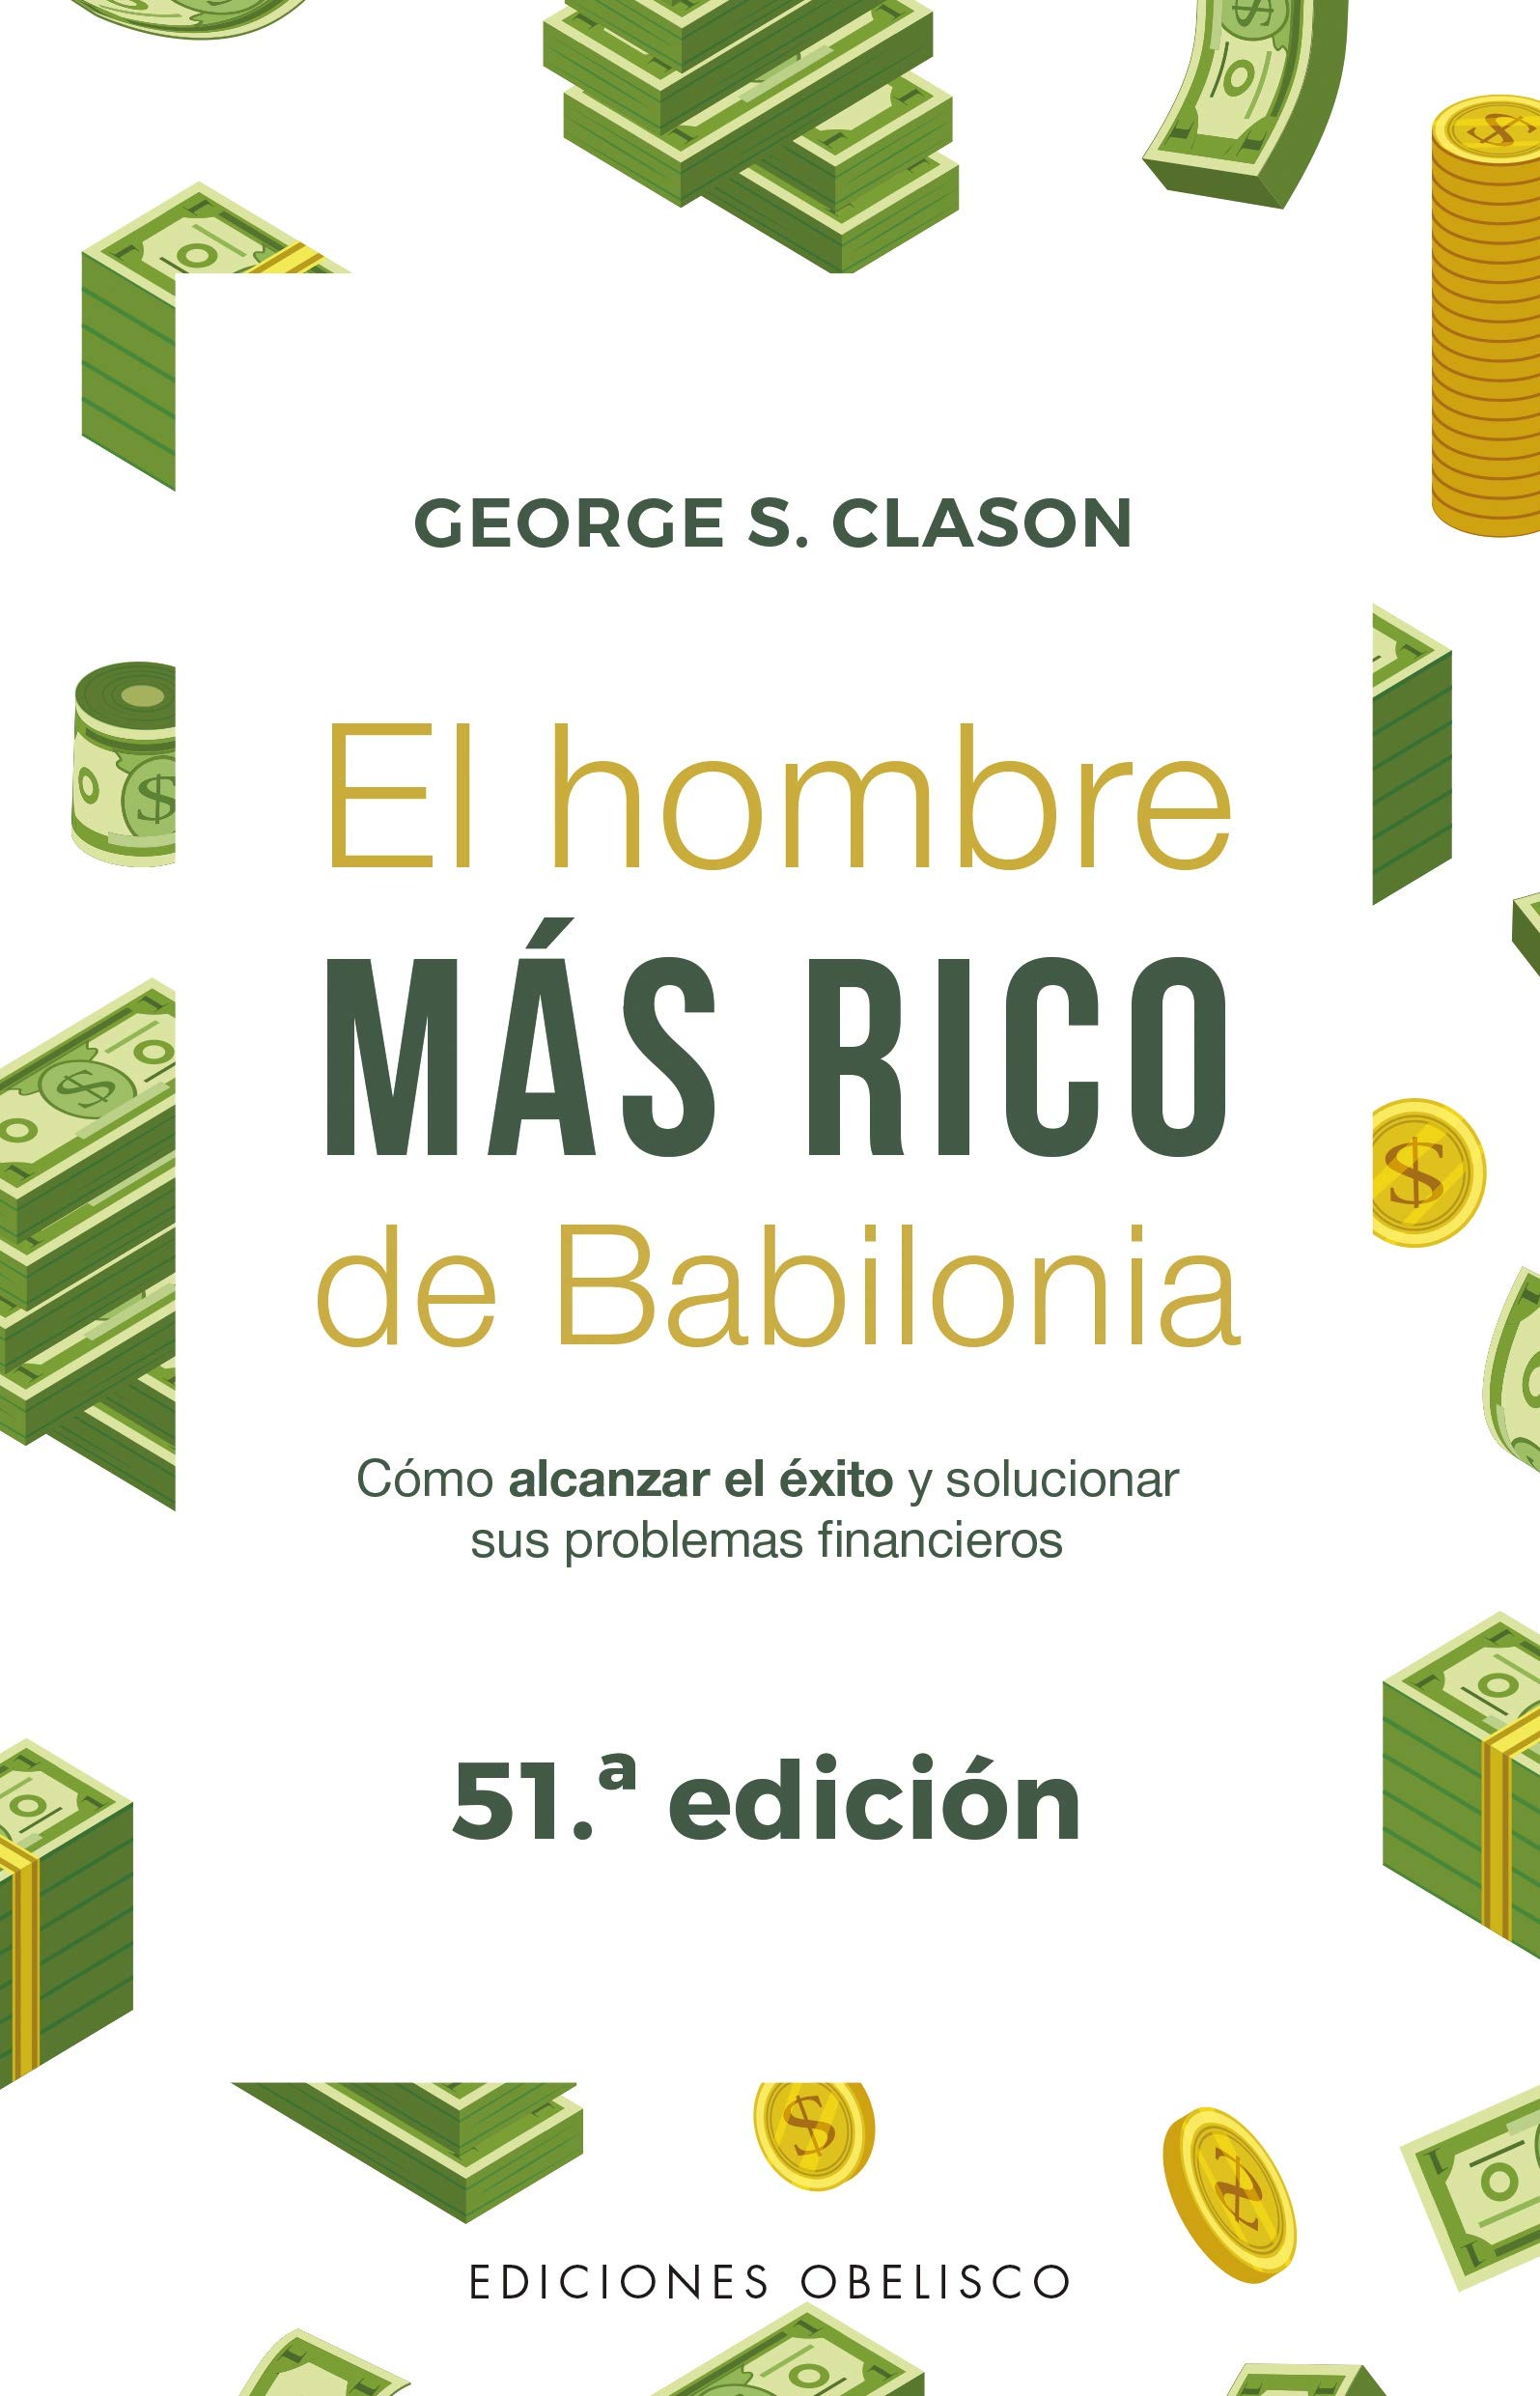 GEORGE S. CLASON
El hombre
MÁS RICO
de Babilonia
Cómo alcanzar el éxito y solucionar
sus problemas financieros
51.ª edición
EDICIONES OBELISCO